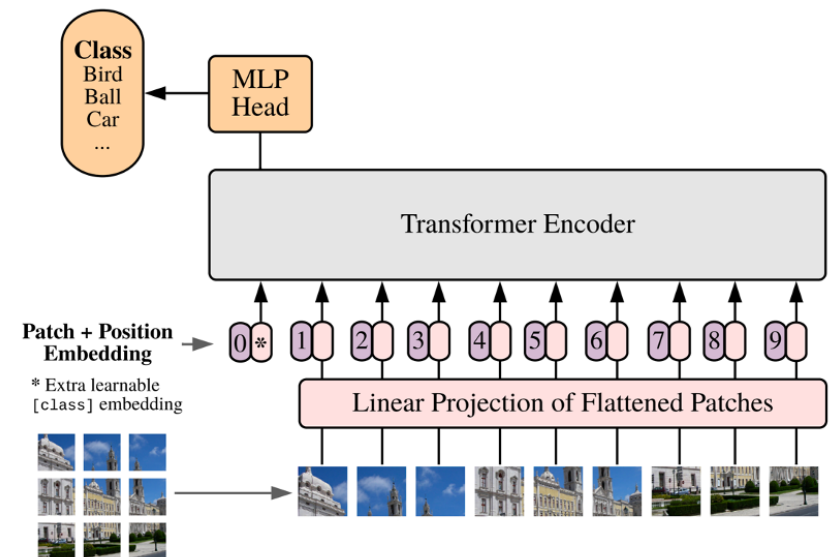 Class
Bird
Ball
Car
...
MLP
Head
Transformer Encoder
Patch + Position
Embedding
0 * 1 2 3 4 5 6 7 8 9
* Extra learnable
[class] embedding
Linear Projection of Flattened Patches